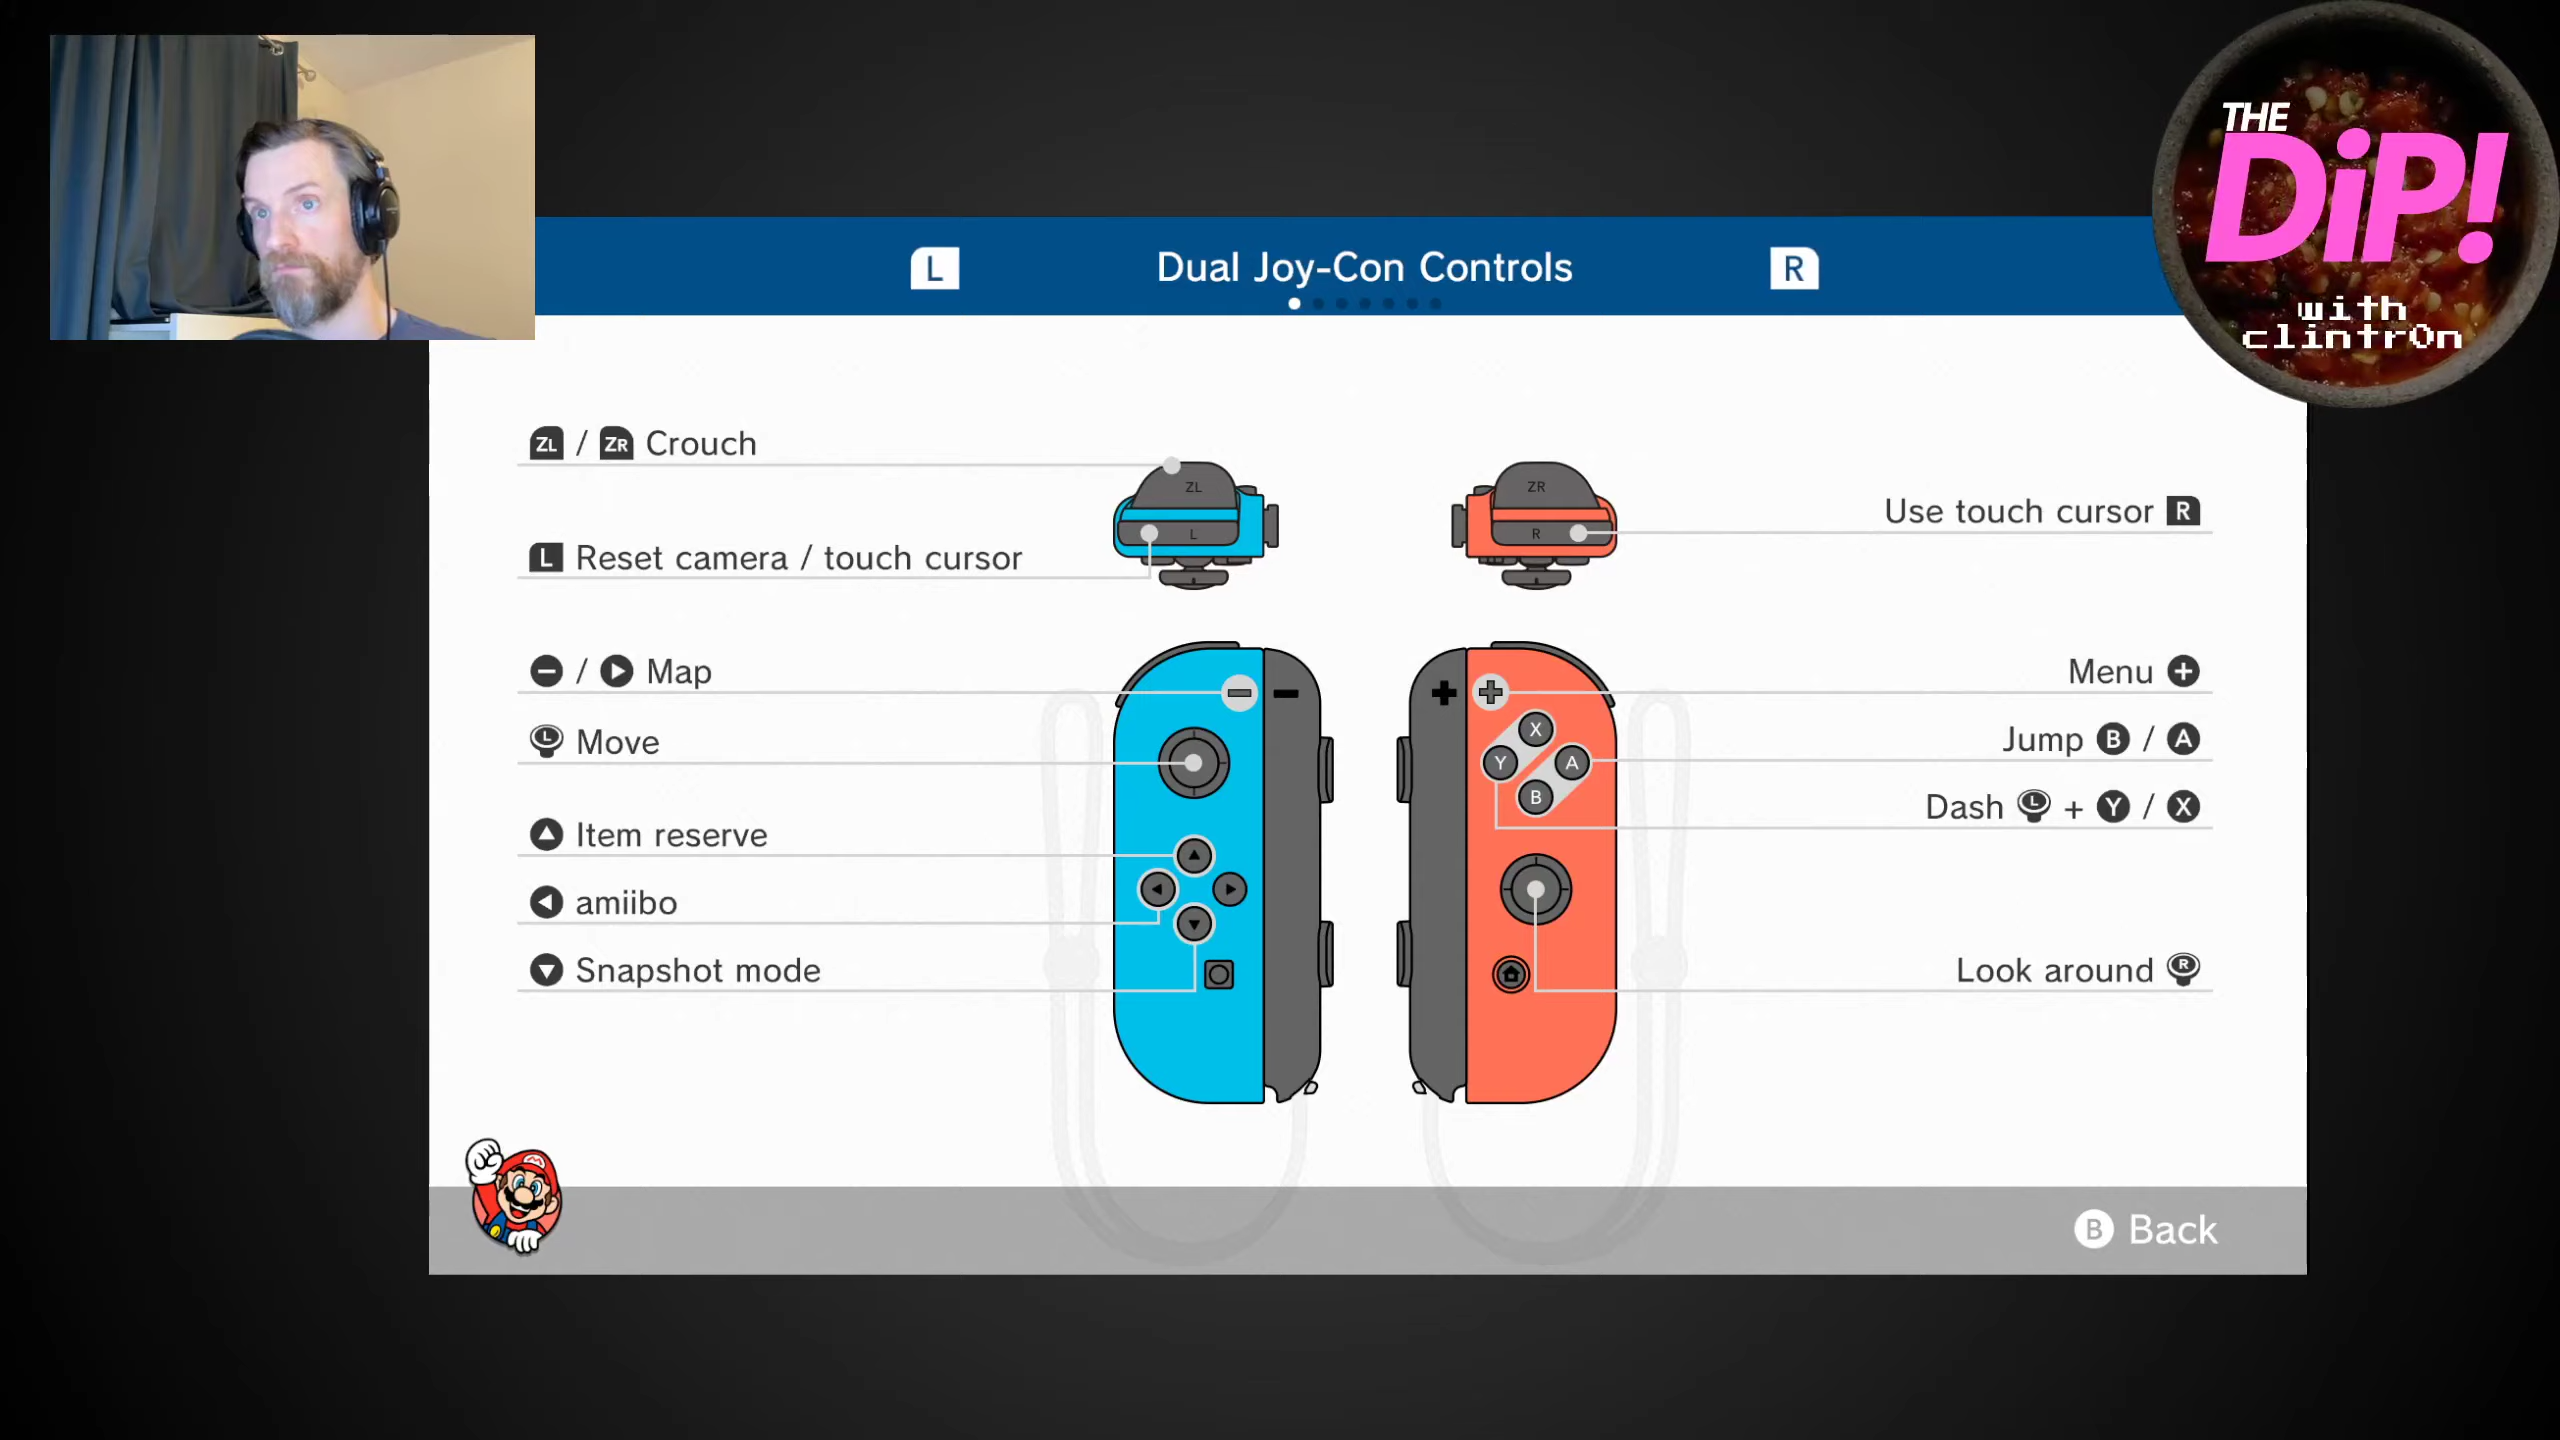 THE
DiP!
with
clintr0n
L Dual Joy-Con Controls R
ZL / ZR Crouch
ZL
ZR
Use touch cursor R
L
R
L Reset camera / touch cursor
- / Map
Menu +
L Move
X
Y A
B
Jump B / A
Dash L + Y / X
Item reserve
amiibo
Snapshot mode
Look around R
B Back